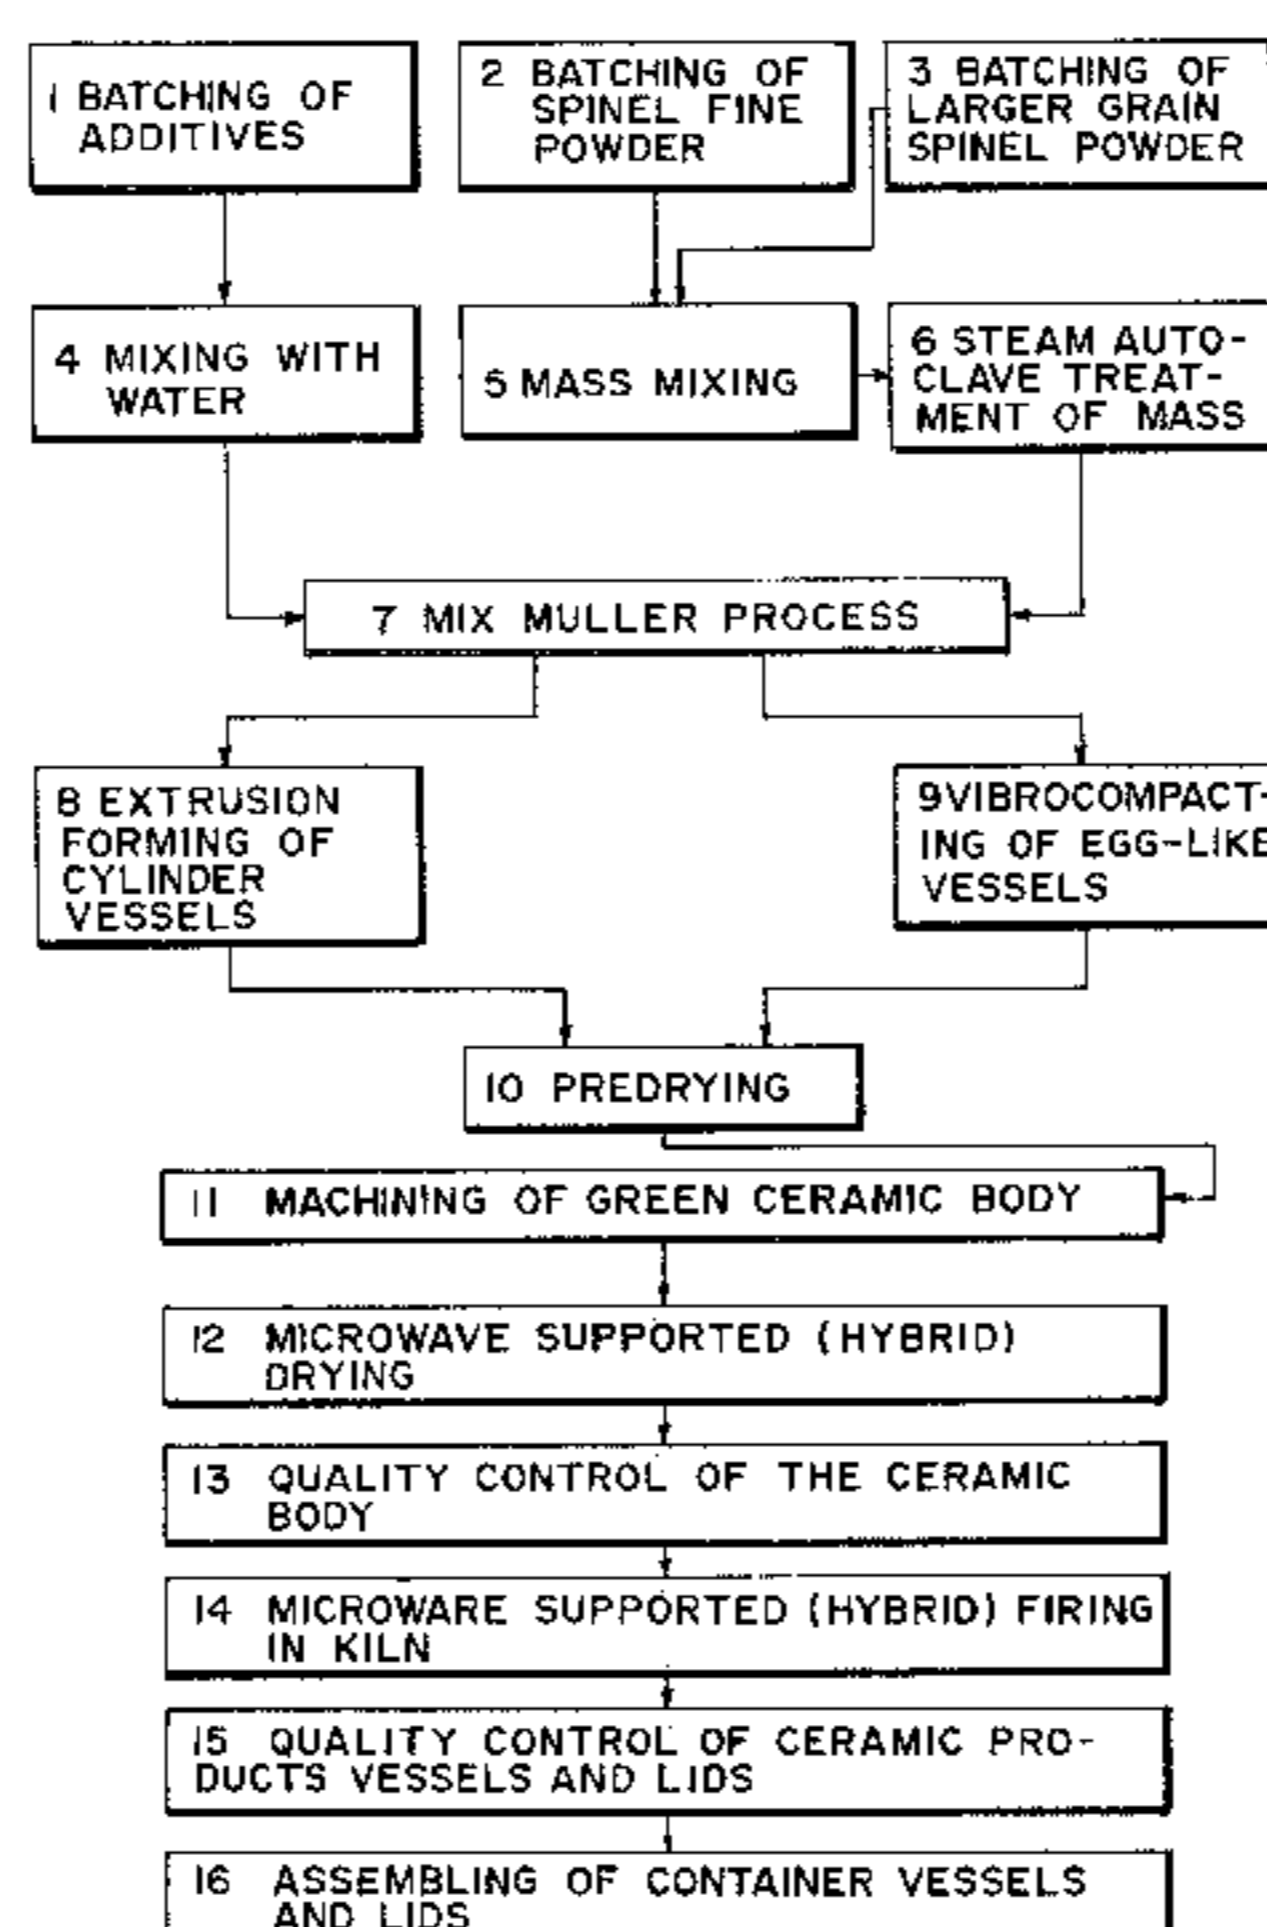 1 BATCHING OF
ADDITIVES
2 BATCHING OF
SPINEL FINE
POWDER
3 BATCHING OF
LARGER GRAIN
SPINEL POWDER
4 MIXING WITH
WATER
5 MASS MIXING
6 STEAM AUTO-
CLAVE TREAT-
MENT OF MASS
7 MIX MULLER PROCESS
8 EXTRUSION
FORMING OF
CYLINDER
VESSELS
9 VIBROCOMPACT-
ING OF EGG-LIKE
VESSELS
10 PREDRYING
11 MACHINING OF GREEN CERAMIC BODY
12 MICROWAVE SUPPORTED (HYBRID)
DRYING
13 QUALITY CONTROL OF THE CERAMIC
BODY
14 MICROWARE SUPPORTED (HYBRID) FIRING
IN KILN
15 QUALITY CONTROL OF CERAMIC PRO-
DUCTS VESSELS AND LIDS
16 ASSEMBLING OF CONTAINER VESSELS
AND LIDS